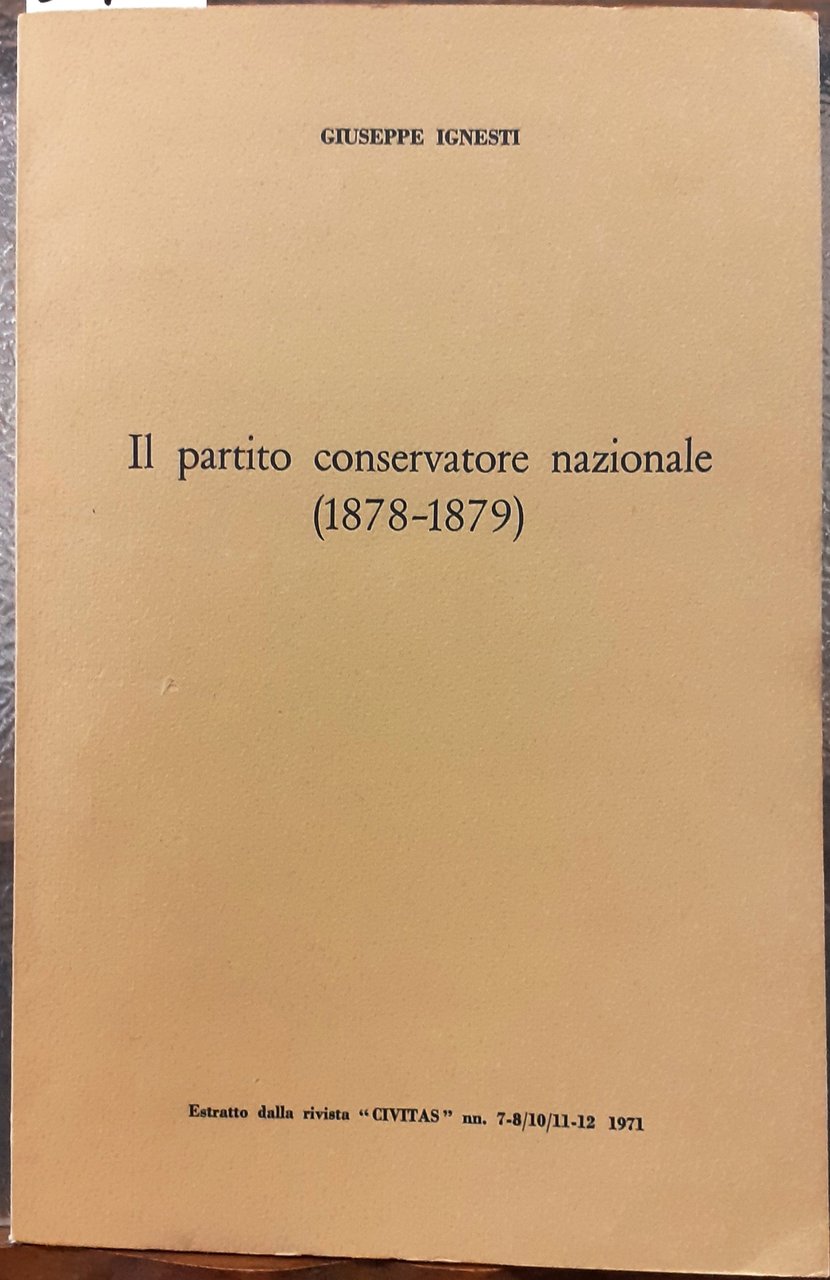 GIUSEPPE IGNESTI
Il partito conservatore nazionale
(1878-1879)
Estratto dalla rivista “CIVITAS” nn. 7-8/10/11-12 1971